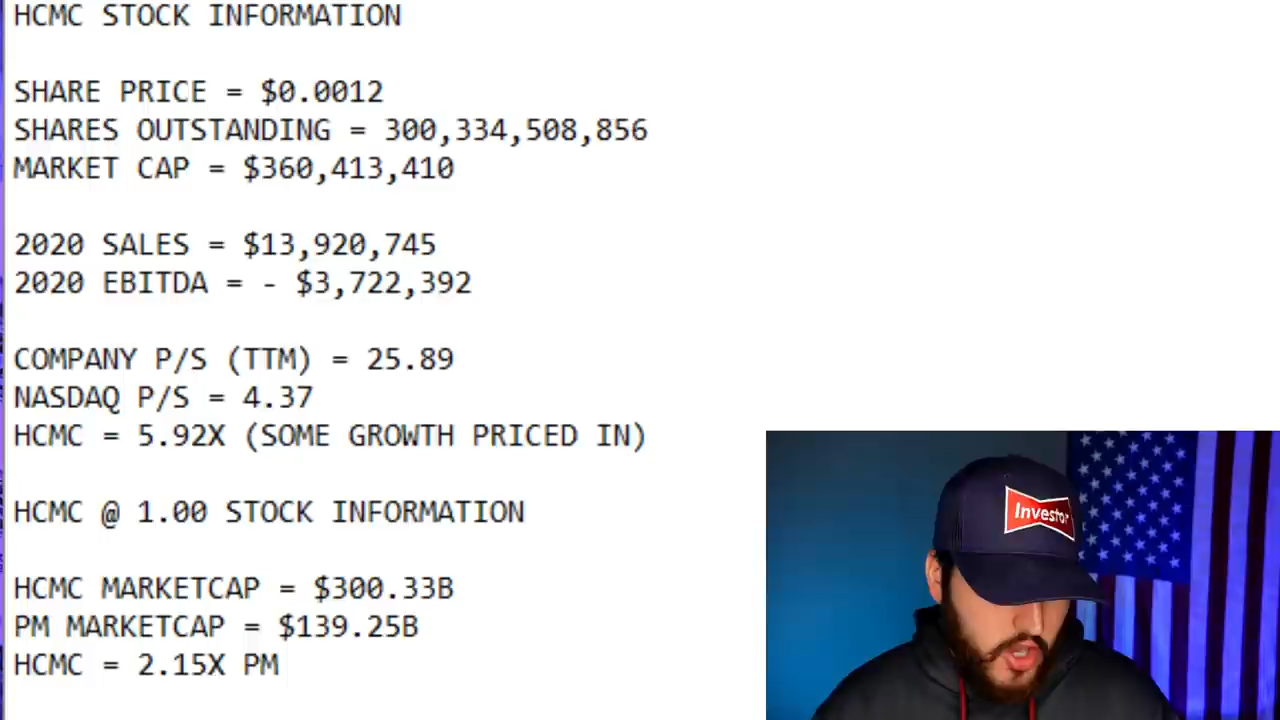 HCMC STOCK INFORMATION
SHARE PRICE = $0.0012
SHARES OUTSTANDING = 300,334,508,856
MARKET CAP = $360,413,410
2020 SALES = $13,920,745
2020 EBITDA = - $3,722,392
COMPANY P/S (TTM) = 25.89
NASDAQ P/S = 4.37
HCMC = 5.92X (SOME GROWTH PRICED IN)
HCMC @ 1.00 STOCK INFORMATION
HCMC MARKETCAP = $300.33B
PM MARKETCAP = $139.25B
HCMC = 2.15X PM
Investor